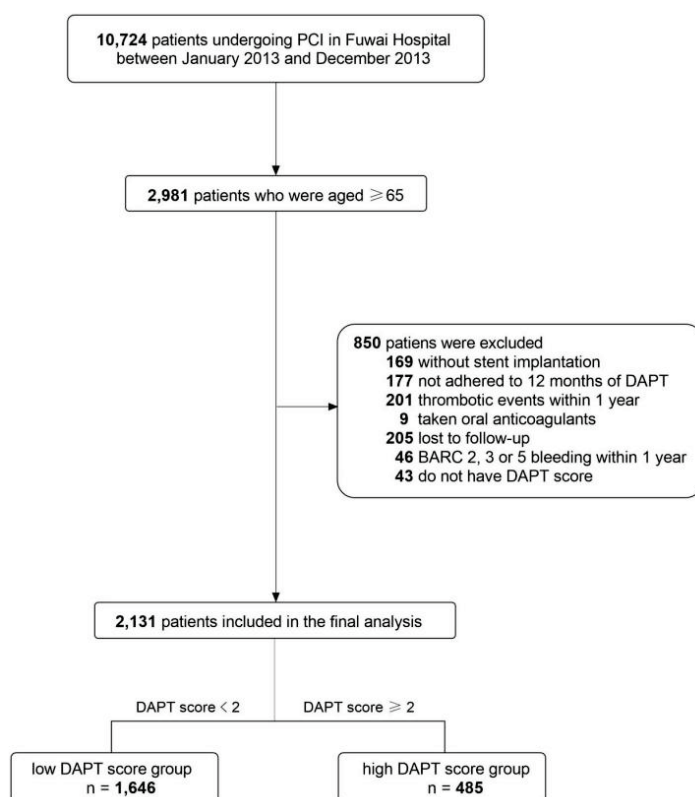 10,724 patients undergoing PCI in Fuwai Hospital
between January 2013 and December 2013
2,981 patients who were aged ≥65
850 patiens were excluded
169 without stent implantation
177 not adhered to 12 months of DAPT
201 thrombotic events within 1 year
9 taken oral anticoagulants
205 lost to follow-up
46 BARC 2, 3 or 5 bleeding within 1 year
43 do not have DAPT score
2,131 patients included in the final analysis
DAPT score < 2
DAPT score ≥ 2
low DAPT score group
n = 1,646
high DAPT score group
n = 485